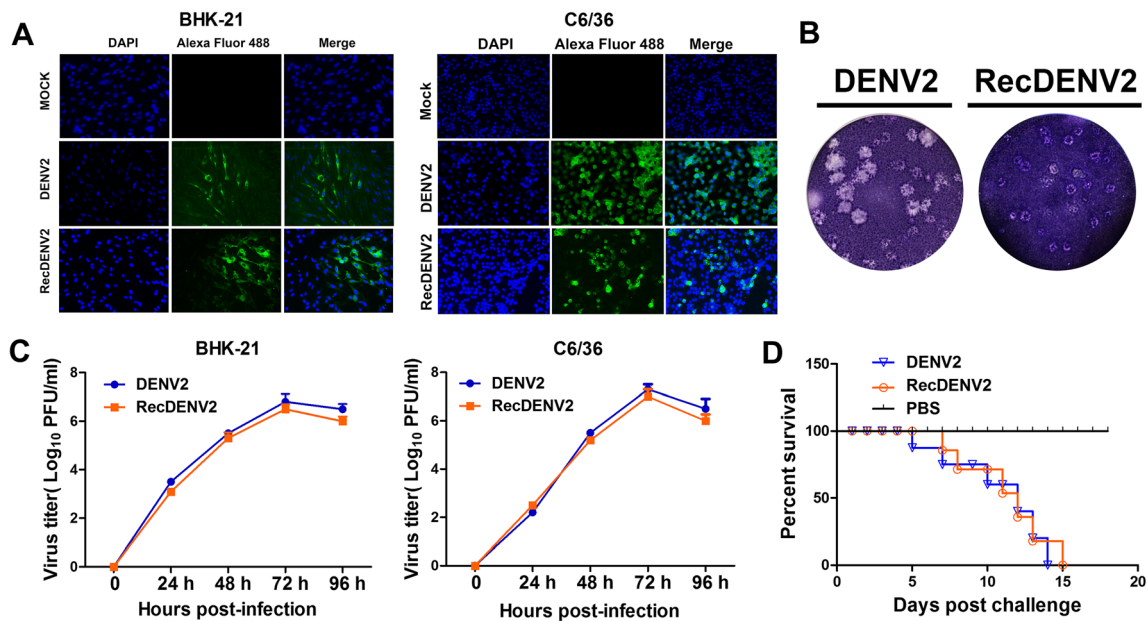 A
BHK-21
DAPI Alexa Fluor 488 Merge
MOCK
DENV2
RecDENV2
C6/36
DAPI Alexa Fluor 488 Merge
Mock
DENV2
RecDENV2
B
DENV2 RecDENV2
C
BHK-21
Virus titer( Log10 PFU/ml)
8
6
4
2
0
DENV2
RecDENV2
0 24 h 48 h 72 h 96 h
Hours post-infection
C6/36
Virus titer( Log10 PFU/ml)
8
6
4
2
0
DENV2
RecDENV2
0 24 h 48 h 72 h 96 h
Hours post-infection
D
DENV2
RecDENV2
PBS
Percent survival
150
100
50
0
0 5 10 15 20
Days post challenge